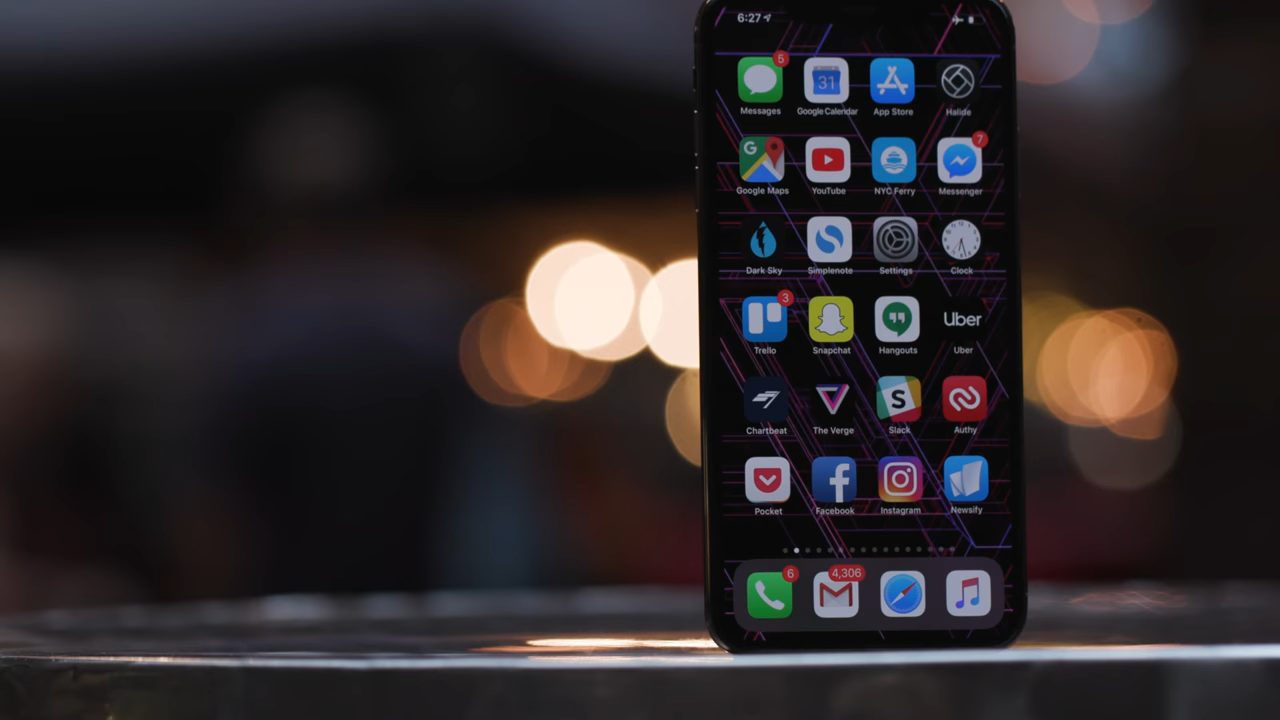 6:27
5
Messages
31
Google Calendar
App Store
Halide
G
7
Google Maps
YouTube
NYC Ferry
Messenger
Dark Sky
Simplenote
Settings
Clock
3
Uber
Trello
Snapchat
Hangouts
Uber
S
Chartbeat
The Verge
Slack
Authy
Pocket
Facebook
Instagram
Newsify
6
4,306